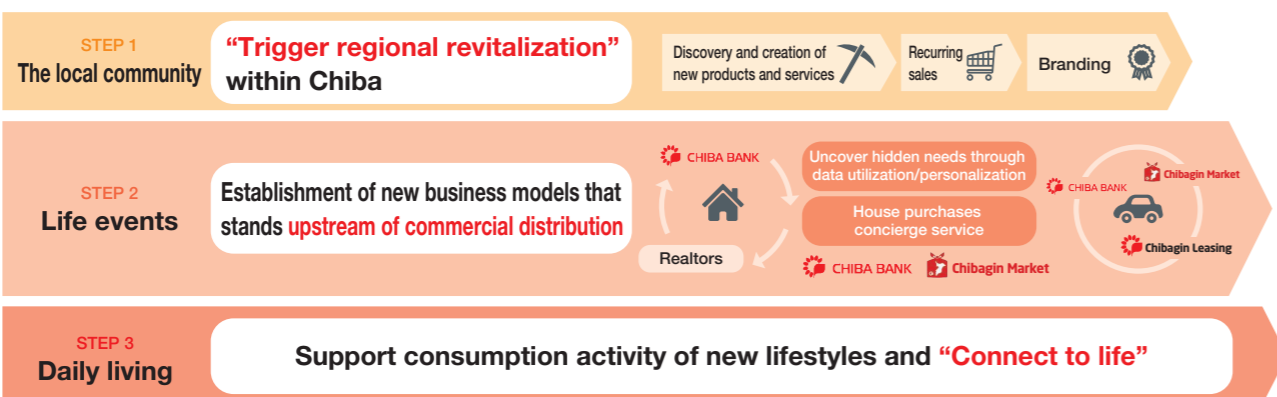 STEP 1
The local community
“Trigger regional revitalization”
within Chiba
Discovery and creation of
new products and services
Recurring
sales
Branding
STEP 2
Life events
Establishment of new business models that
stands upstream of commercial distribution
CHIBA BANK
Realtors
Uncover hidden needs through
data utilization/personalization
House purchases
concierge service
CHIBA BANK
Chibagin Market
CHIBA BANK
Chibagin Market
Chibagin Leasing
STEP 3
Daily living
Support consumption activity of new lifestyles and “Connect to life”